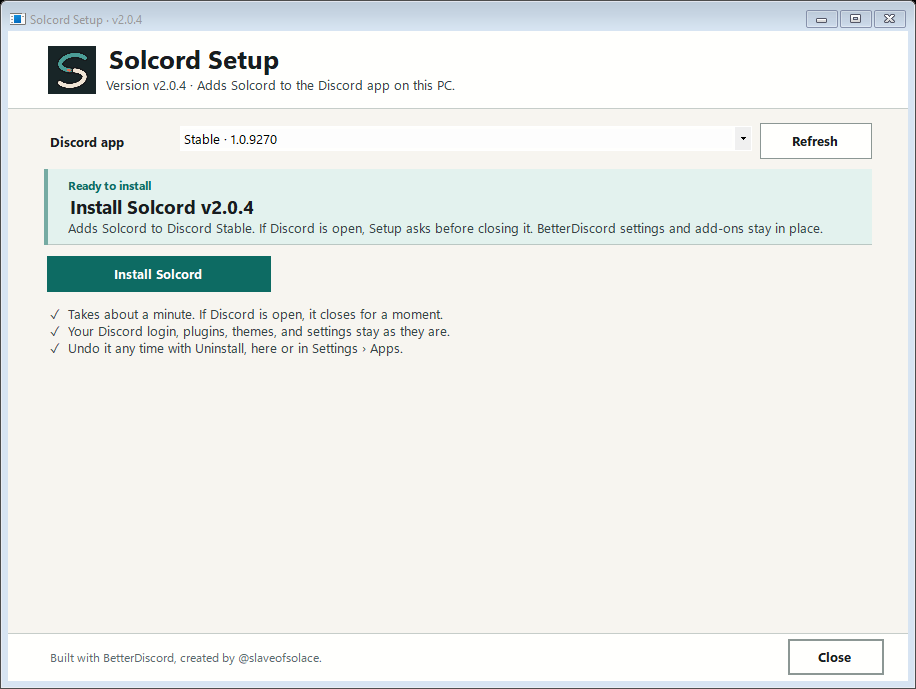 Solcord Setup · v2.0.4
Solcord Setup
Version v2.0.4 · Adds Solcord to the Discord app on this PC.
Discord app
Stable · 1.0.9270
Refresh
Ready to install
Install Solcord v2.0.4
Adds Solcord to Discord Stable. If Discord is open, Setup asks before closing it. BetterDiscord settings and add-ons stay in place.
Install Solcord
✓ Takes about a minute. If Discord is open, it closes for a moment.
✓ Your Discord login, plugins, themes, and settings stay as they are.
✓ Undo it any time with Uninstall, here or in Settings › Apps.
Built with BetterDiscord, created by @slaveofsolace.
Close